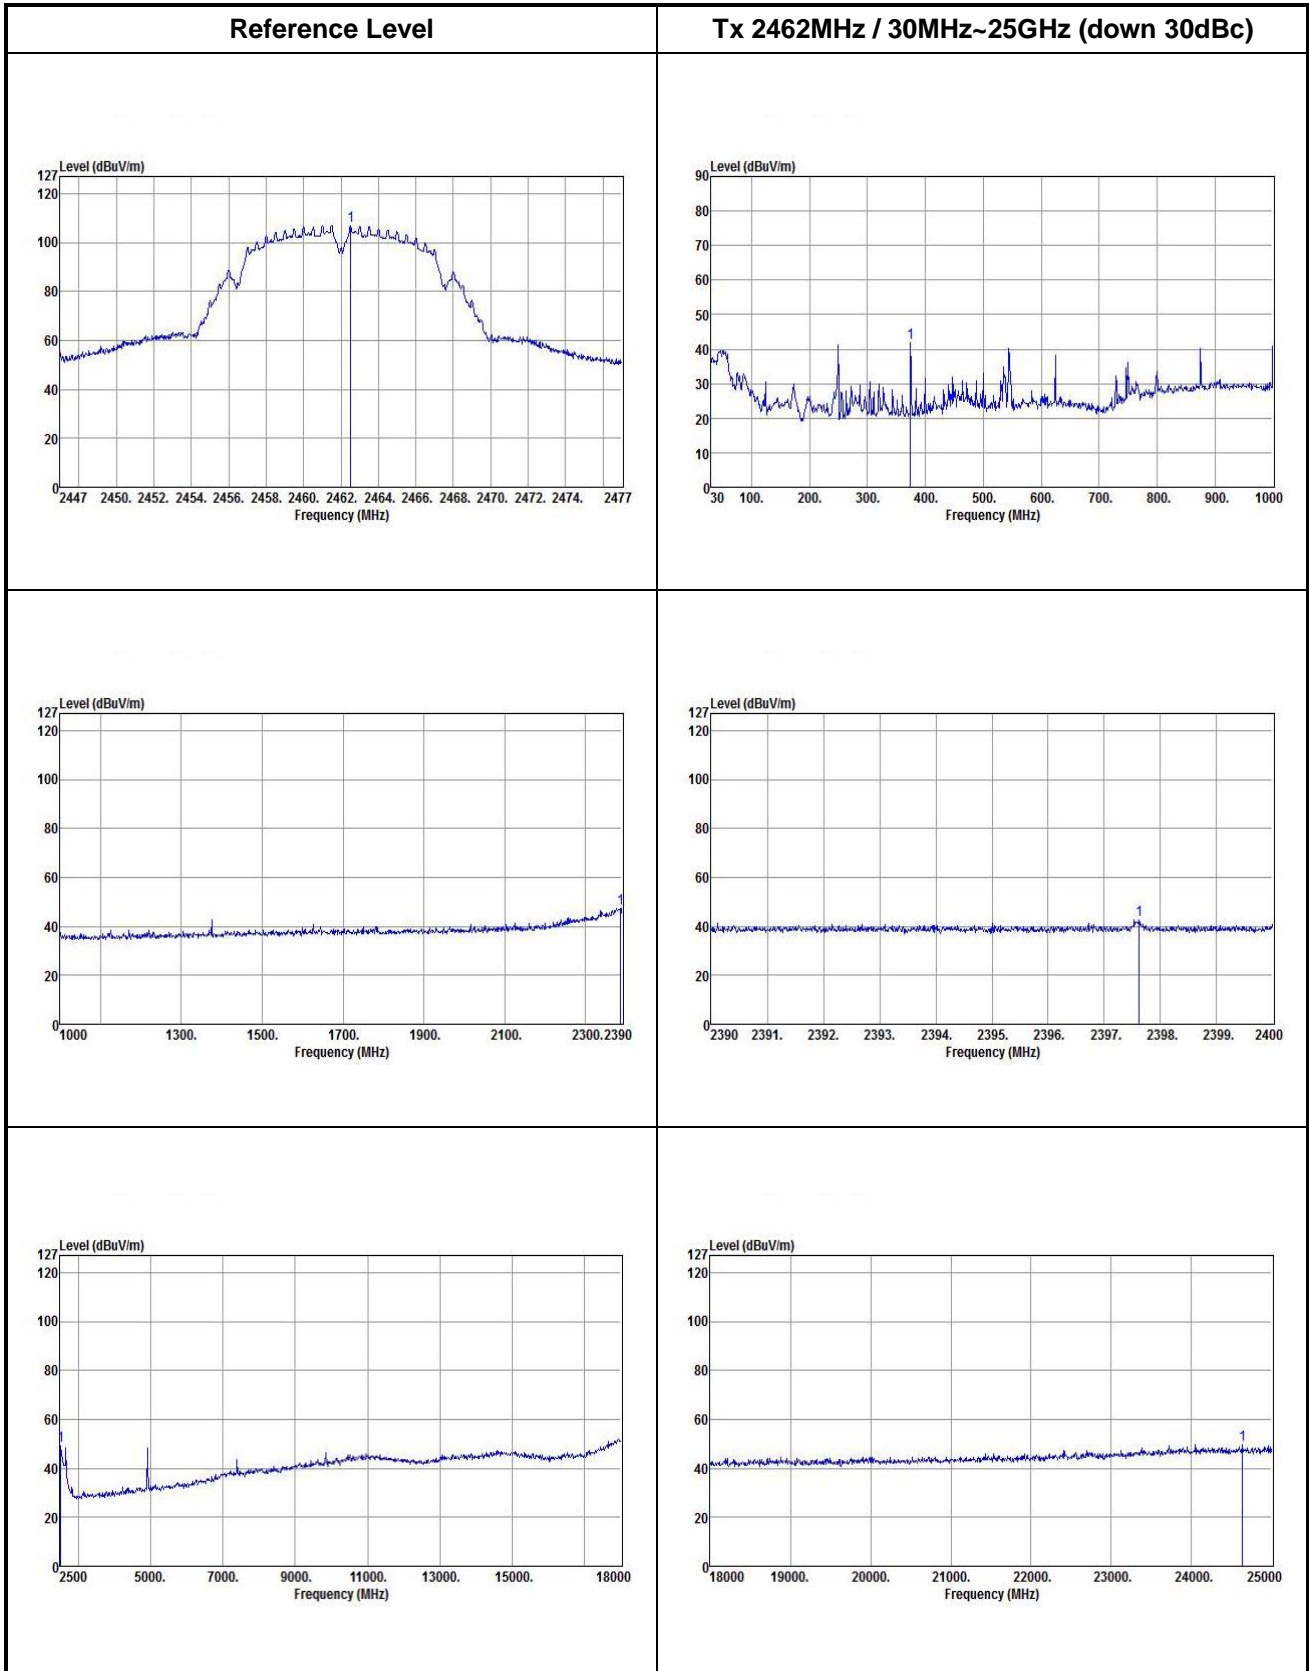 Reference Level
Tx 2462MHz / 30MHz~25GHz (down 30dBc)
Level (dBuV/m)
127
120
100
80
60
40
20
0
1
2447 2450. 2452. 2454. 2456. 2458. 2460. 2462. 2464. 2466. 2468. 2470. 2472. 2474. 2477
Frequency (MHz)
Level (dBuV/m)
90
80
70
60
50
40
30
20
10
0
1
30 100. 200. 300. 400. 500. 600. 700. 800. 900. 1000
Frequency (MHz)
Level (dBuV/m)
127
120
100
80
60
40
20
0
1
1000 1300. 1500. 1700. 1900. 2100. 2300. 2390
Frequency (MHz)
Level (dBuV/m)
127
120
100
80
60
40
20
0
1
2390 2391. 2392. 2393. 2394. 2395. 2396. 2397. 2398. 2399. 2400
Frequency (MHz)
Level (dBuV/m)
127
120
100
80
60
40
20
0
1
2500 5000. 7000. 9000. 11000. 13000. 15000. 18000
Frequency (MHz)
Level (dBuV/m)
127
120
100
80
60
40
20
0
1
18000 19000. 20000. 21000. 22000. 23000. 24000. 25000
Frequency (MHz)